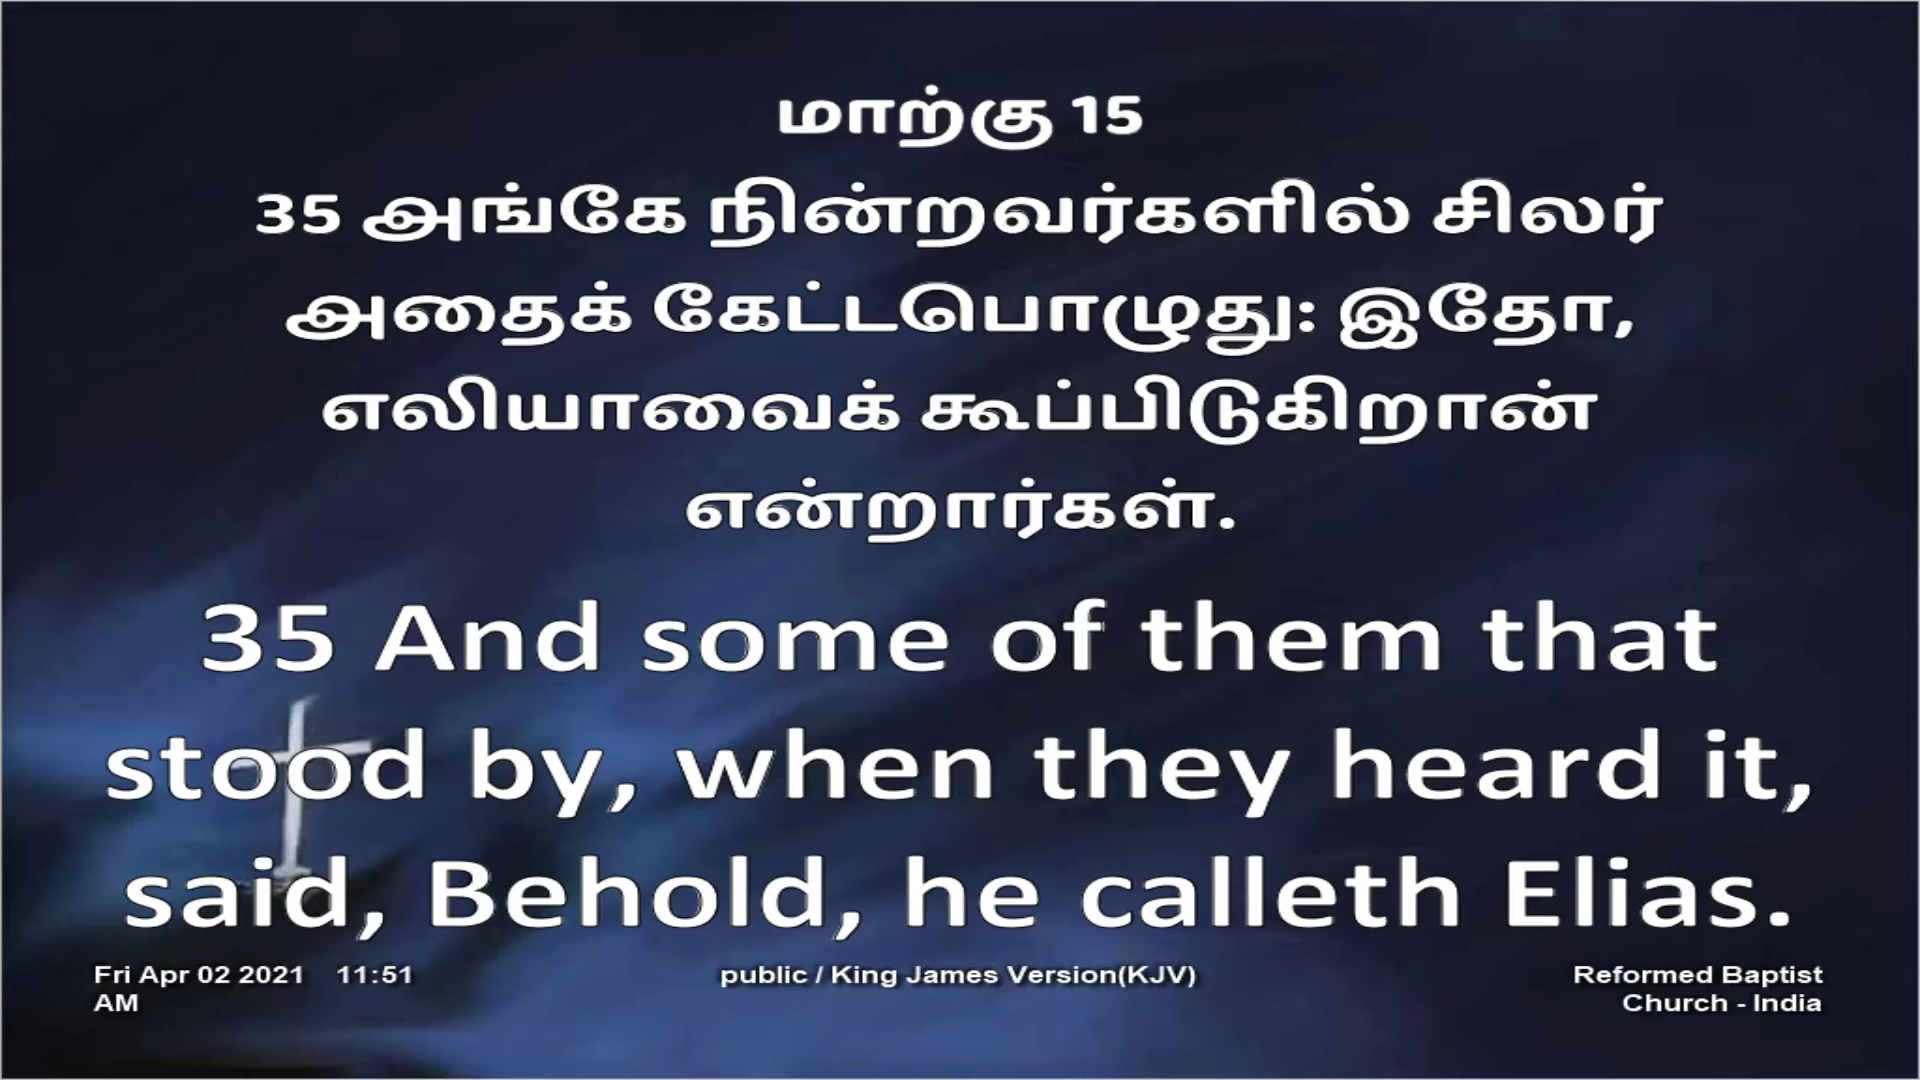 மாற்கு 15
35 அங்கே நின்றவர்களில் சிலர்
அதைக் கேட்டபொழுது: இதோ,
எலியாவைக் கூப்பிடுகிறான்
என்றார்கள்.
35 And some of them that
stood by, when they heard it,
said, Behold, he calleth Elias.
Fri Apr 02 2021 11:51
AM
public / King James Version(KJV)
Reformed Baptist
Church - India